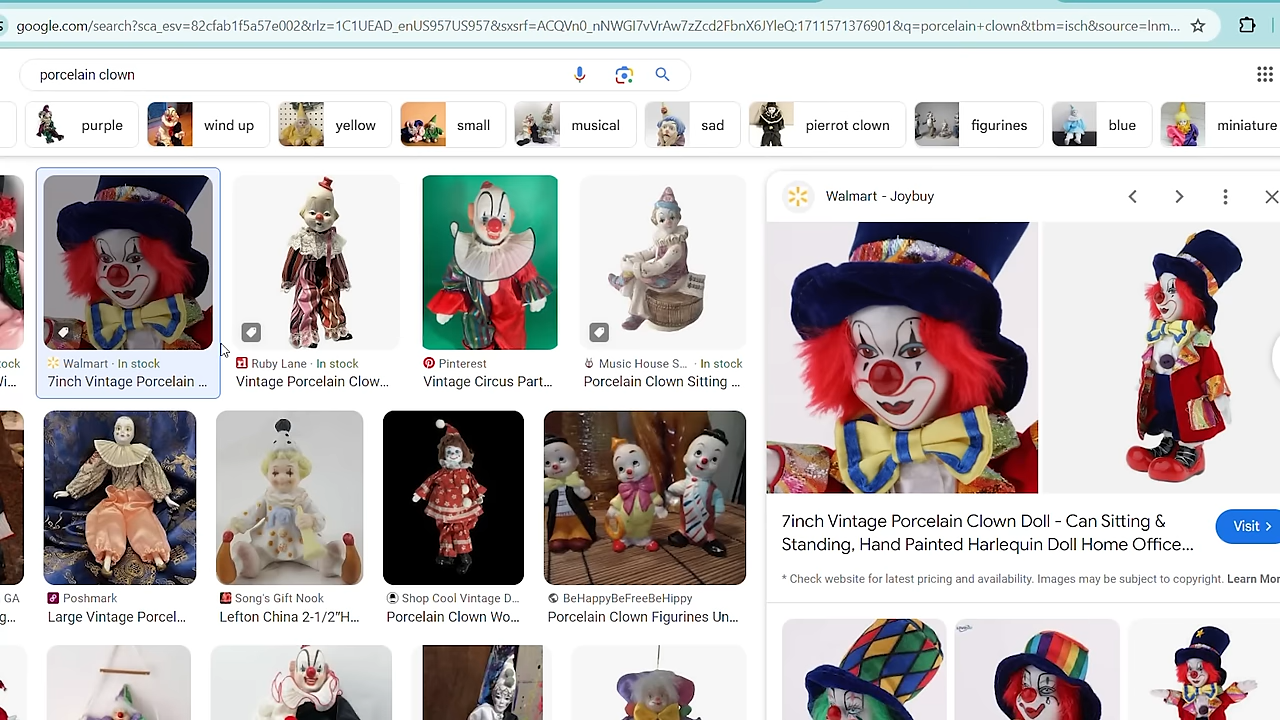 google.com/search?sca_esv=82cfab1f5a57e002&rlz=1C1UEAD_enUS957US957&sxsrf=ACQVn0_nNWGI7vVrAw7zZcd2FbnX6JYleQ:1711571376901&q=porcelain+clown&tbm=isch&source=lnm...
porcelain clown
purple
wind up
yellow
small
musical
sad
pierrot clown
figurines
blue
miniature
Walmart - Joybuy
ock
Walmart · In stock
Ruby Lane · In stock
Pinterest
Music House S... · In stock
Vi...
7inch Vintage Porcelain ...
Vintage Porcelain Clow...
Vintage Circus Part...
Porcelain Clown Sitting ...
7inch Vintage Porcelain Clown Doll - Can Sitting &
Standing, Hand Painted Harlequin Doll Home Office...
Visit
* Check website for latest pricing and availability. Images may be subject to copyright. Learn Mor
GA
Poshmark
Song's Gift Nook
Shop Cool Vintage D...
BeHappyBeFreeBeHippy
g...
Large Vintage Porcel...
Lefton China 2-1/2"H...
Porcelain Clown Wo...
Porcelain Clown Figurines Un...